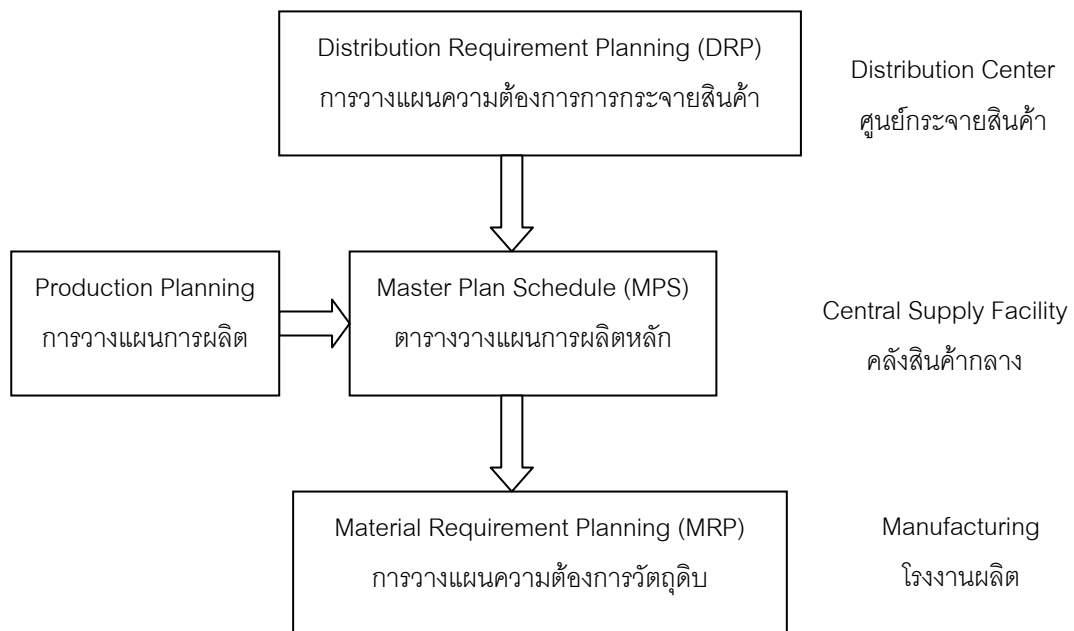 Distribution Requirement Planning (DRP)
การวางแผนความต้องการการกระจายสินค้า
Distribution Center
ศูนย์กระจายสินค้า
Production Planning
การวางแผนการผลิต
Master Plan Schedule (MPS)
ตารางวางแผนการผลิตหลัก
Central Supply Facility
คลังสินค้ากลาง
Material Requirement Planning (MRP)
การวางแผนความต้องการวัตถุดิบ
Manufacturing
โรงงานผลิต